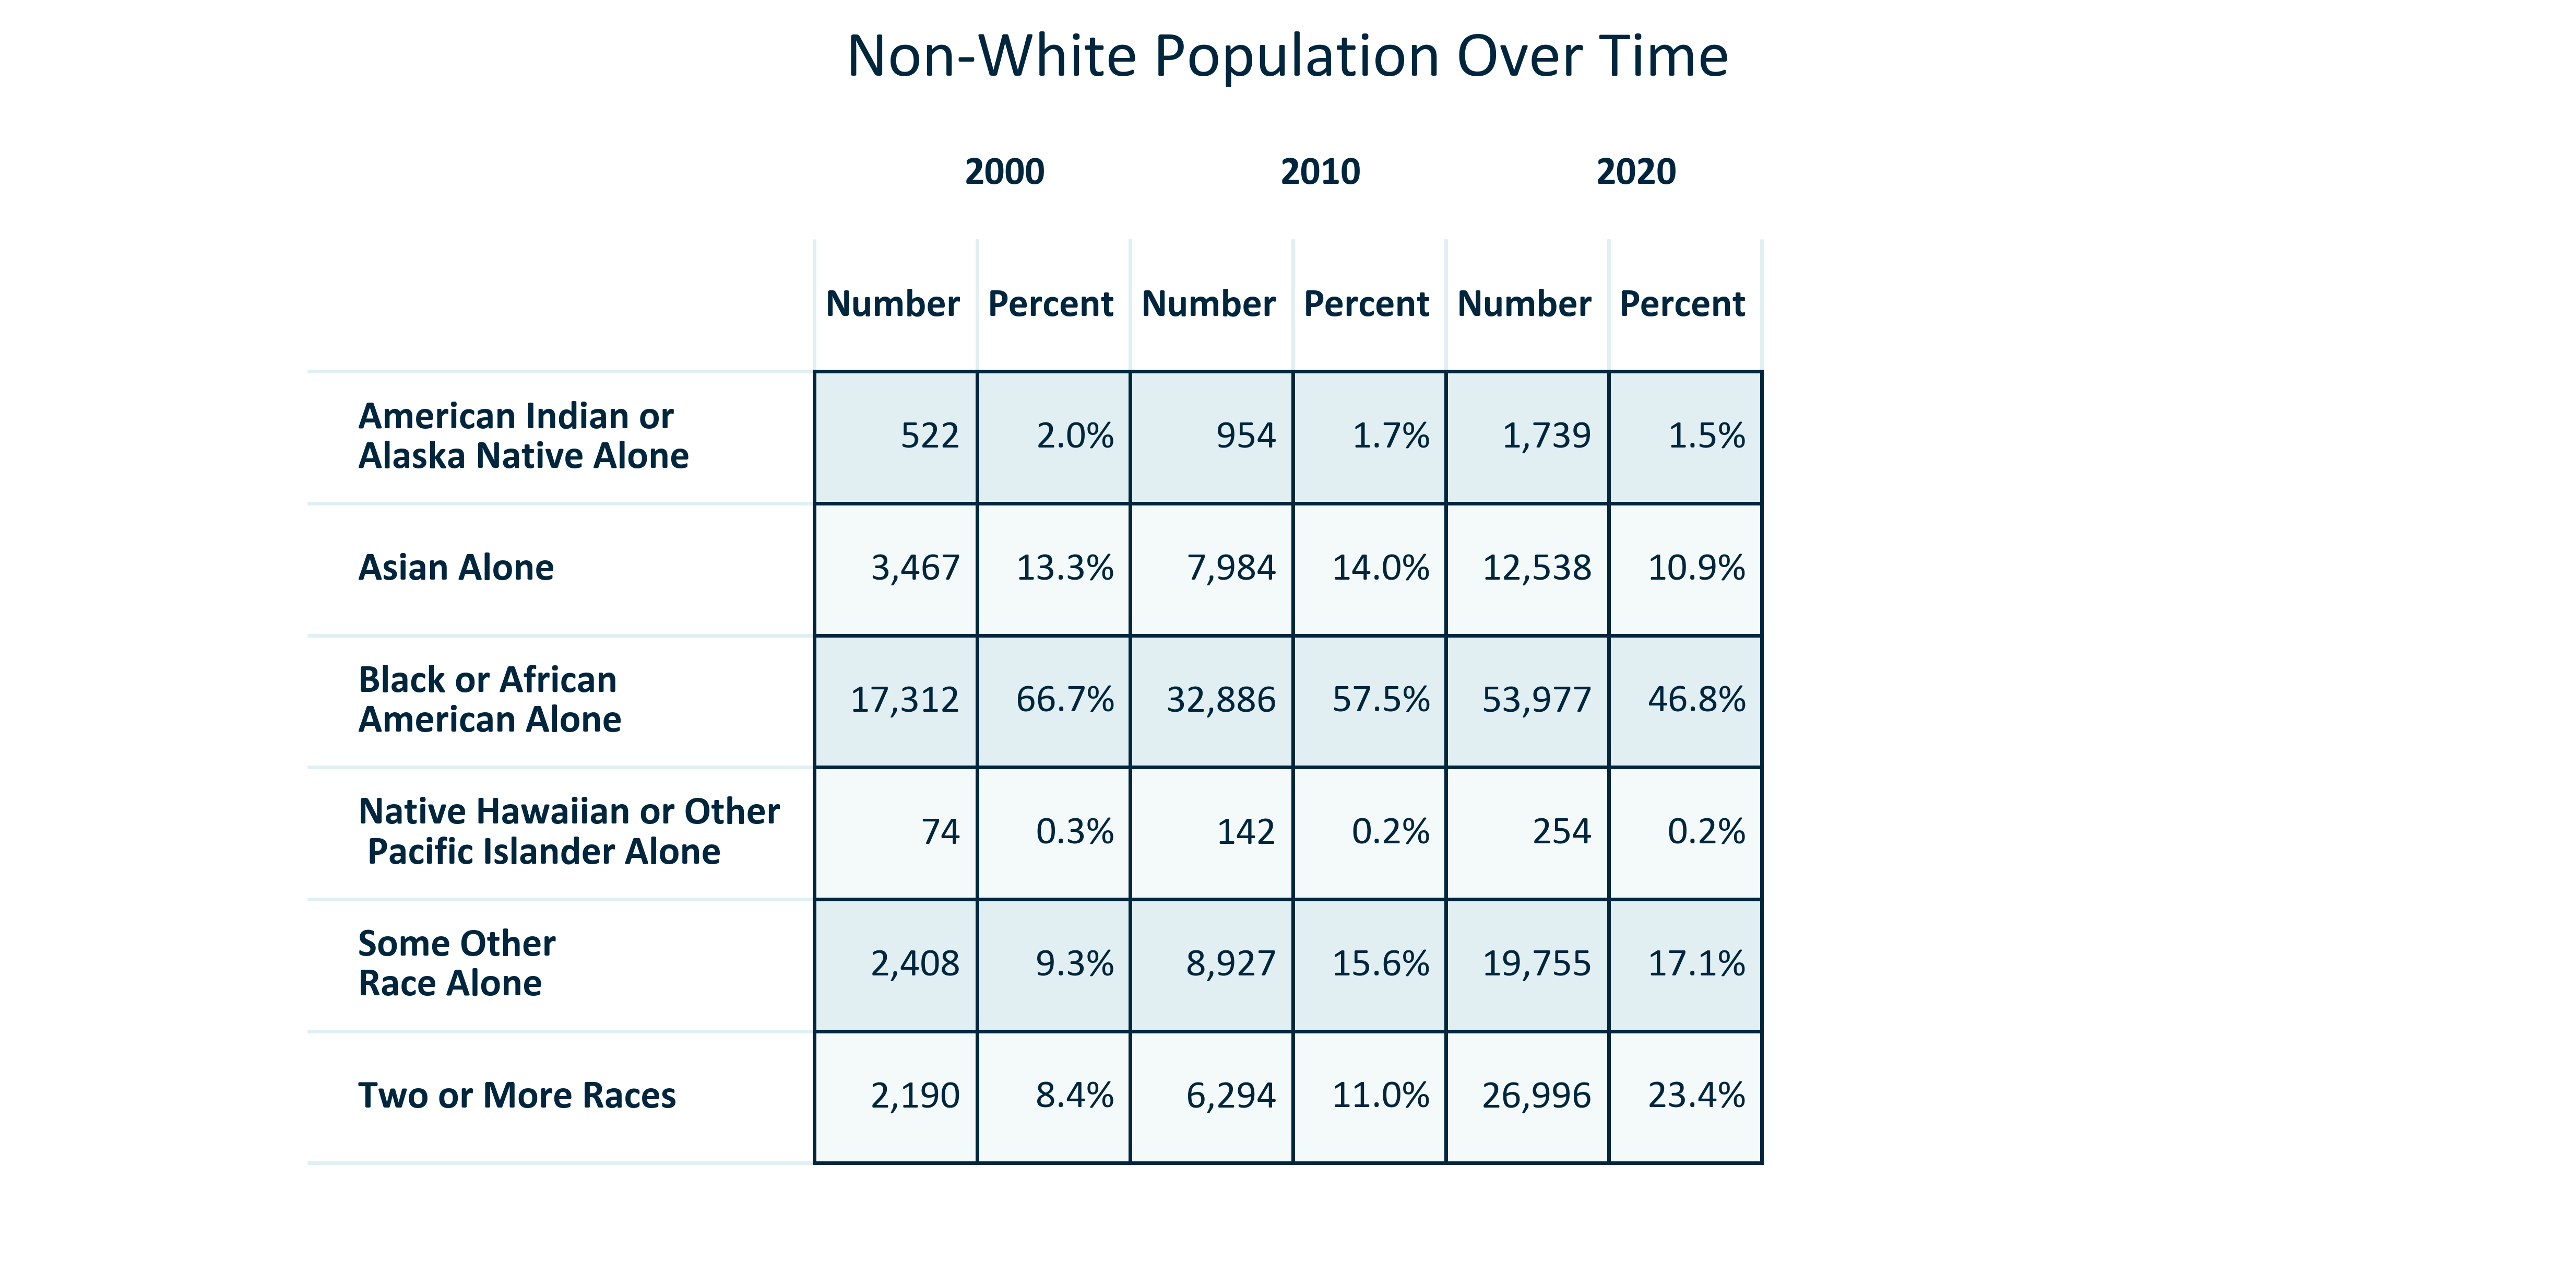 Non-White Population Over Time
2000 2010 2020
Number Percent Number Percent Number Percent
American Indian or
Alaska Native Alone
522 2.0% 954 1.7% 1,739 1.5%
Asian Alone 3,467 13.3% 7,984 14.0% 12,538 10.9%
Black or African
American Alone
17,312 66.7% 32,886 57.5% 53,977 46.8%
Native Hawaiian or Other
Pacific Islander Alone
74 0.3% 142 0.2% 254 0.2%
Some Other
Race Alone
2,408 9.3% 8,927 15.6% 19,755 17.1%
Two or More Races 2,190 8.4% 6,294 11.0% 26,996 23.4%